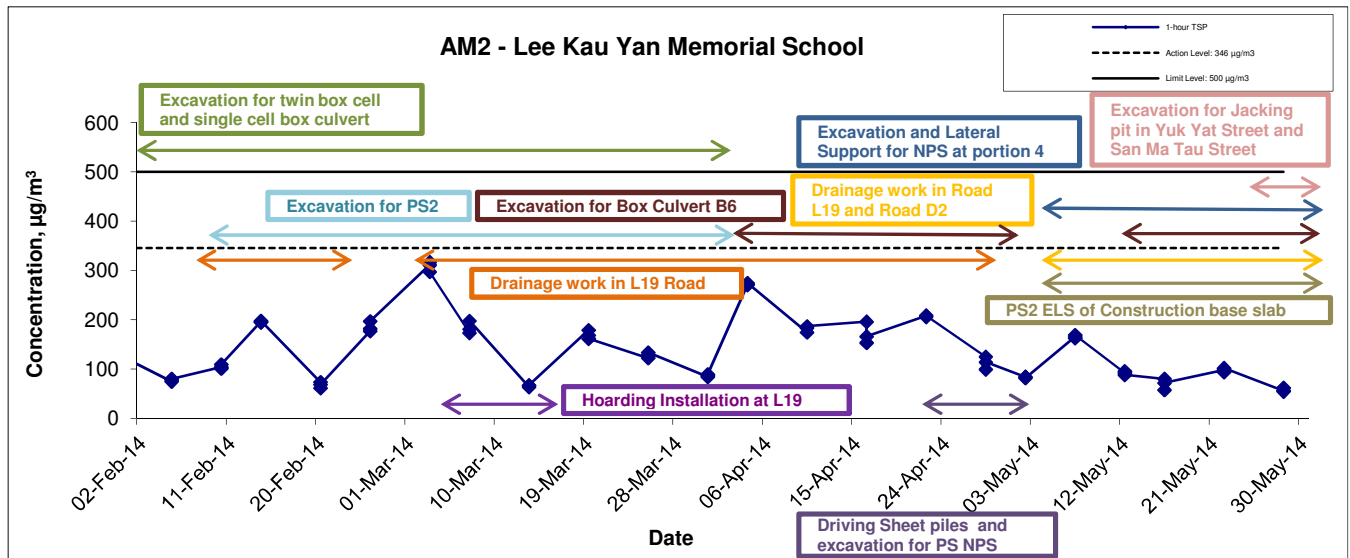 AM2 - Lee Kau Yan Memorial School
1-hour TSP
Action Level: 346 µg/m3
Limit Level: 500 µg/m3
Excavation for twin box cell
and single cell box culvert
Excavation and Lateral
Support for NPS at portion 4
Excavation for Jacking
pit in Yuk Yat Street and
San Ma Tau Street
Excavation for PS2
Excavation for Box Culvert B6
Drainage work in Road
L19 and Road D2
Drainage work in L19 Road
PS2 ELS of Construction base slab
Hoarding Installation at L19
Driving Sheet piles and
excavation for PS NPS
Concentration, µg/m³
600
500
400
300
200
100
0
02-Feb-14
11-Feb-14
20-Feb-14
01-Mar-14
10-Mar-14
19-Mar-14
28-Mar-14
06-Apr-14
15-Apr-14
24-Apr-14
03-May-14
12-May-14
21-May-14
30-May-14
Date